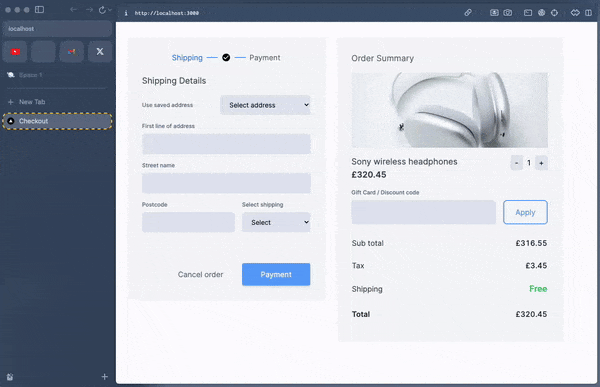 http://localhost:3000
localhost
Space 1
New Tab
Checkout
Shipping
Payment
Shipping Details
Use saved address
Select address
First line of address
Street name
Postcode
Select shipping
Select
Cancel order
Payment
Order Summary
Sony wireless headphones
- 1 +
£320.45
Gift Card / Discount code
Apply
Sub total £316.55
Tax £3.45
Shipping Free
Total £320.45